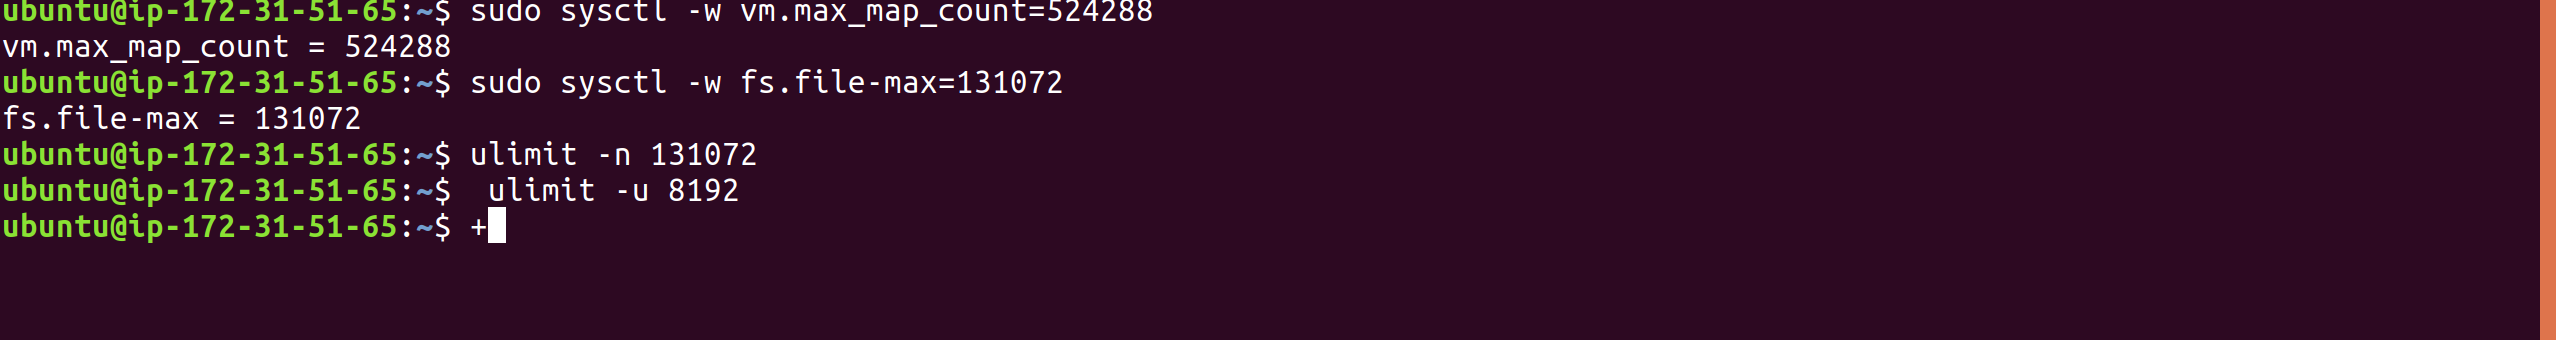 ubuntu@ip-172-31-51-65:~$ sudo sysctl -w vm.max_map_count=524288
vm.max_map_count = 524288
ubuntu@ip-172-31-51-65:~$ sudo sysctl -w fs.file-max=131072
fs.file-max = 131072
ubuntu@ip-172-31-51-65:~$ ulimit -n 131072
ubuntu@ip-172-31-51-65:~$  ulimit -u 8192
ubuntu@ip-172-31-51-65:~$ +